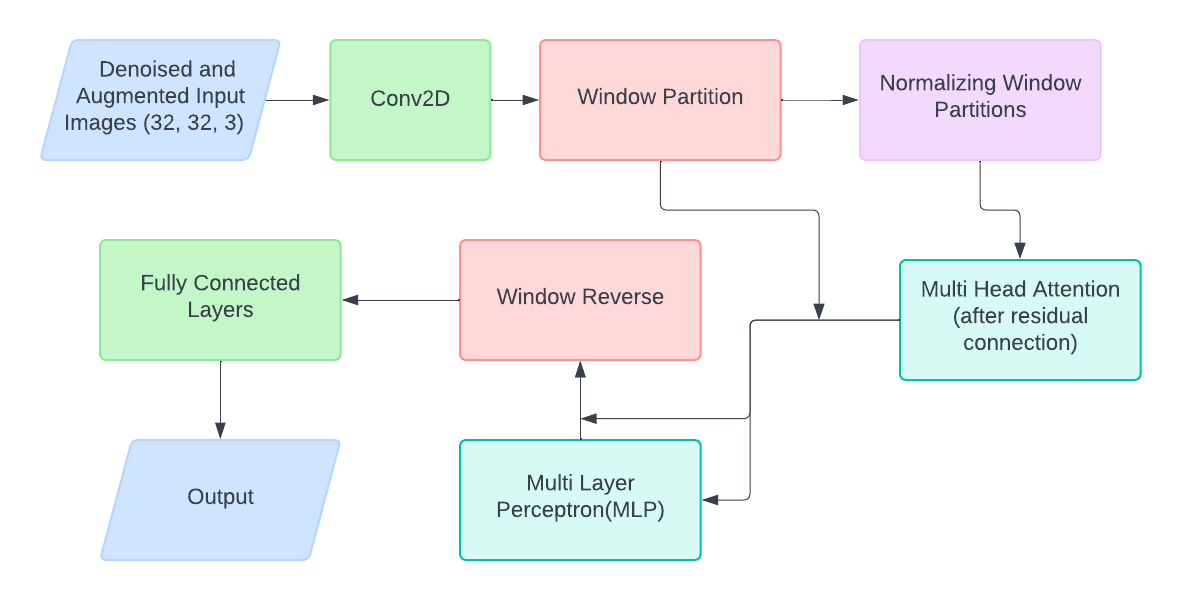 Denoised and
Augmented Input
Images (32, 32, 3)
Conv2D
Window Partition
Normalizing Window
Partitions
Multi Head Attention
(after residual
connection)
Window Reverse
Fully Connected
Layers
Multi Layer
Perceptron(MLP)
Output